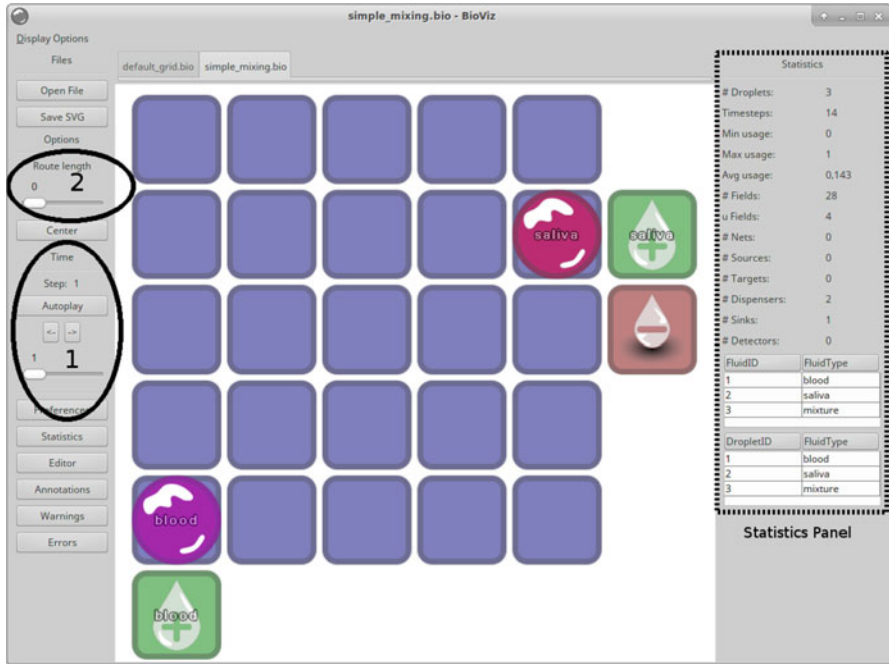 simple_mixing.bio - BioViz
Display Options
Files
Open File
Save SVG
Options
Route length
0
2
Center
Time
Step: 1
Autoplay
<-
->
1
1
Preferences
Statistics
Editor
Annotations
Warnings
Errors
default_grid.bio
simple_mixing.bio
saliva
saliva
blood
blood
Statistics
# Droplets: 3
Timesteps: 14
Min usage: 0
Max usage: 1
Avg usage: 0,143
# Fields: 28
u Fields: 4
# Nets: 0
# Sources: 0
# Targets: 0
# Dispensers: 2
# Sinks: 1
# Detectors: 0
FluidID FluidType
1 blood
2 saliva
3 mixture
DropletID FluidType
1 blood
2 saliva
3 mixture
Statistics Panel